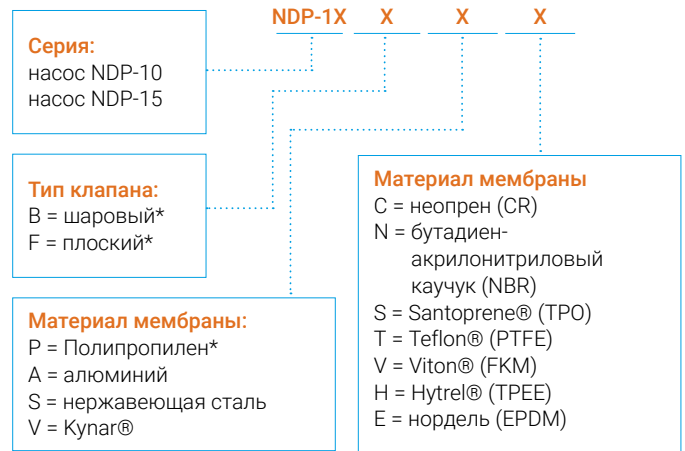 NDP-1X X X X
Серия:
насос NDP-10
насос NDP-15
Тип клапана:
B = шаровый*
F = плоский*
Материал мембраны:
P = Полипропилен*
A = алюминий
S = нержавеющая сталь
V = Kynar®
Материал мембраны
C = неопрен (CR)
N = бутадиен-
акрилонитриловый
каучук (NBR)
S = Santoprene® (TPO)
T = Teflon® (PTFE)
V = Viton® (FKM)
H = Hytrel® (TPEE)
E = нордель (EPDM)